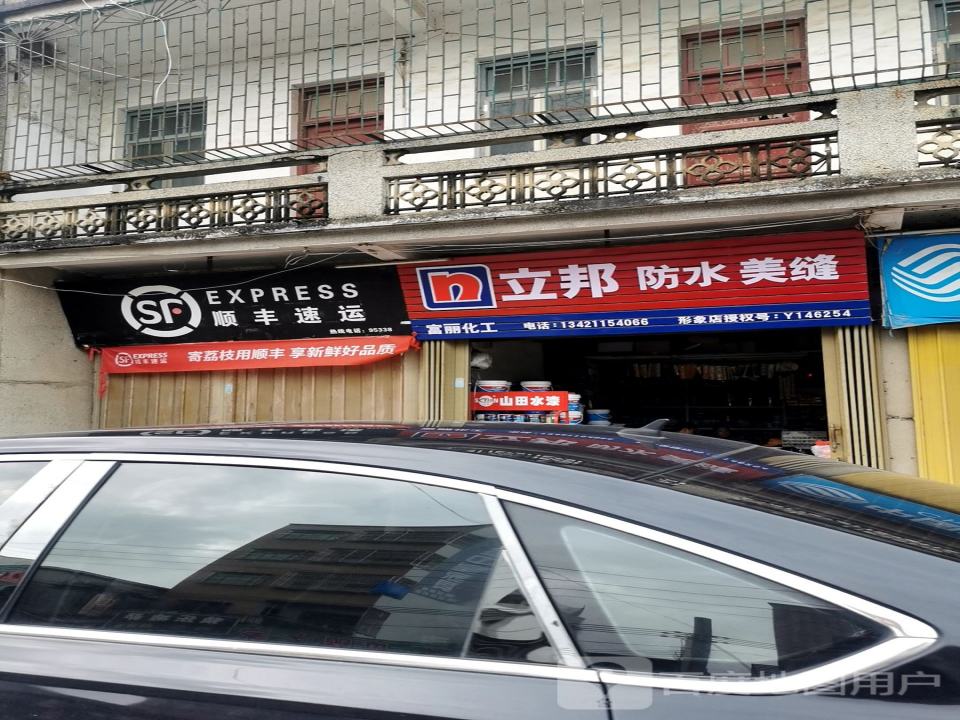 SF EXPRESS
顺丰速运
热线电话:95338
SF EXPRESS
顺丰速运
寄荔枝用顺丰 享新鲜好品质
n 立邦 防水 美缝
富丽化工 电话:13421154066 形象店授权号:Y146254
山田水漆
百度地图用户